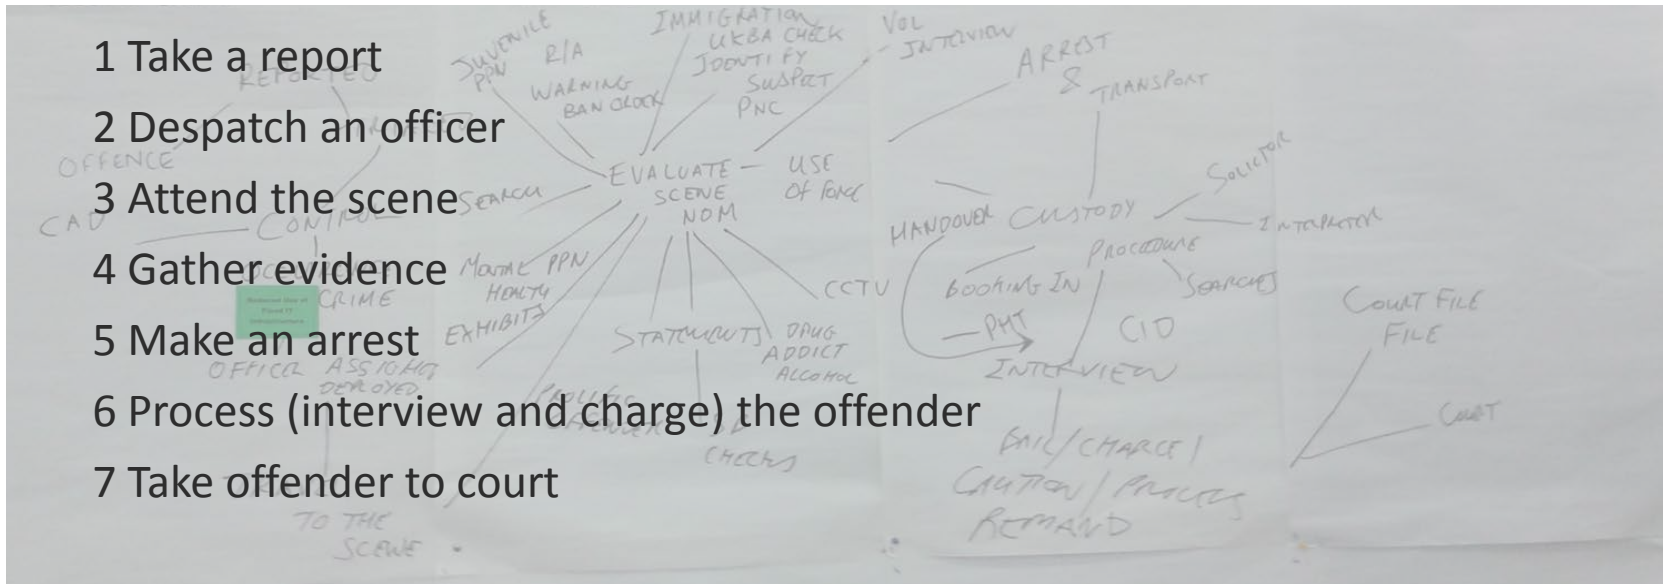 1 Take a report
2 Despatch an officer
3 Attend the scene
4 Gather evidence
5 Make an arrest
6 Process (interview and charge) the offender
7 Take offender to court
REPORTED
OFFENCE
CAD
CONTROL
CRIME
OFFICER ASSIGNED
DEPLOYED
TO THE
SCENE
JUVENILE
PPN
R/A
WARNING
BAN
IMMIGRATION
UKBA CHECK
IDENTIFY
SUSPECT
PNC
VOL
INTERVIEW
EVALUATE
SCENE
NDM
USE
OF FORCE
SEARCH
MENTAL PPN
HEALTH
EXHIBITS
STATEMENTS
DRUG
ADDICT
ALCOHOL
CCTV
PROLIFIC
OFFENDER
CHECKS
ARREST
&
TRANSPORT
HANDOVER
CUSTODY
PROCEDURE
SOLICITOR
INTERPRETER
SEARCHES
BOOKING IN
CID
INTERVIEW
BAIL/CHARGE/
CAUTION/PROCESS
REMAND
COURT FILE
FILE
COURT